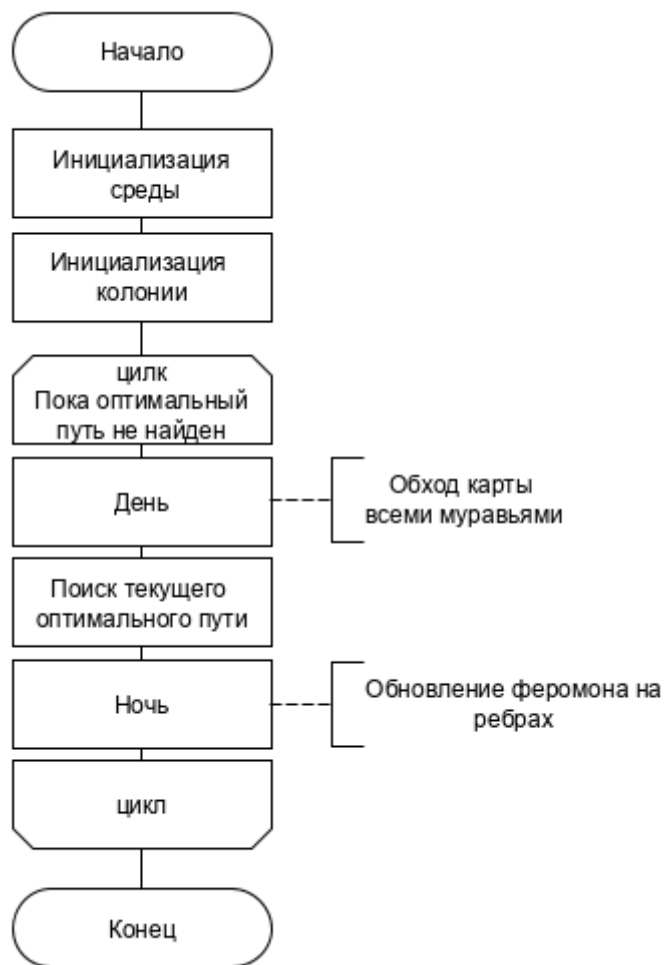 Начало
Инициализация
среды
Инициализация
колонии
цилк
Пока оптимальный
путь не найден
День
Обход карты
всеми муравьями
Поиск текущего
оптимального пути
Ночь
Обновление феромона на
ребрах
цикл
Конец